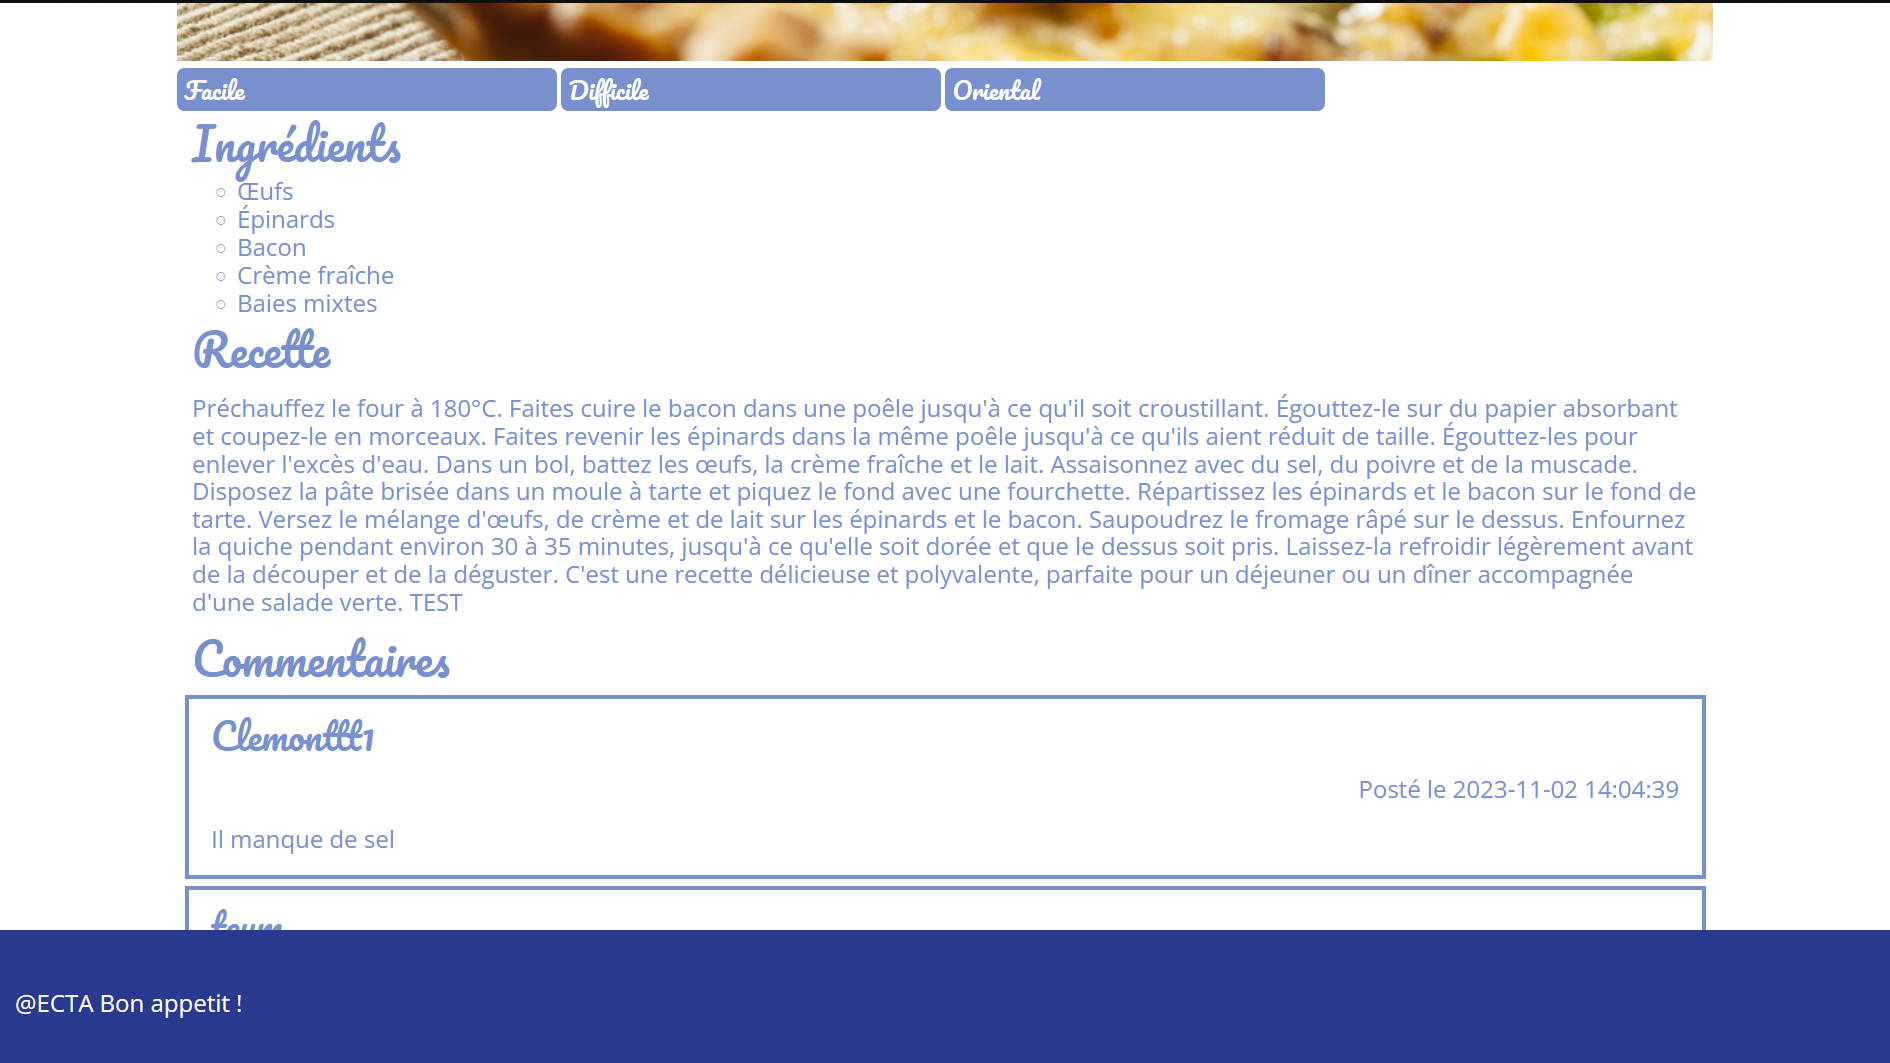 Facile Difficile Oriental
Ingrédients
Œufs
Épinards
Bacon
Crème fraîche
Baies mixtes
Recette
Préchauffez le four à 180°C. Faites cuire le bacon dans une poêle jusqu'à ce qu'il soit croustillant. Égouttez-le sur du papier absorbant
et coupez-le en morceaux. Faites revenir les épinards dans la même poêle jusqu'à ce qu'ils aient réduit de taille. Égouttez-les pour
enlever l'excès d'eau. Dans un bol, battez les œufs, la crème fraîche et le lait. Assaisonnez avec du sel, du poivre et de la muscade.
Disposez la pâte brisée dans un moule à tarte et piquez le fond avec une fourchette. Répartissez les épinards et le bacon sur le fond de
tarte. Versez le mélange d'œufs, de crème et de lait sur les épinards et le bacon. Saupoudrez le fromage râpé sur le dessus. Enfournez
la quiche pendant environ 30 à 35 minutes, jusqu'à ce qu'elle soit dorée et que le dessus soit pris. Laissez-la refroidir légèrement avant
de la découper et de la déguster. C'est une recette délicieuse et polyvalente, parfaite pour un déjeuner ou un dîner accompagnée
d'une salade verte. TEST
Commentaires
Clemonttt1
Posté le 2023-11-02 14:04:39
Il manque de sel
@ECTA Bon appetit !